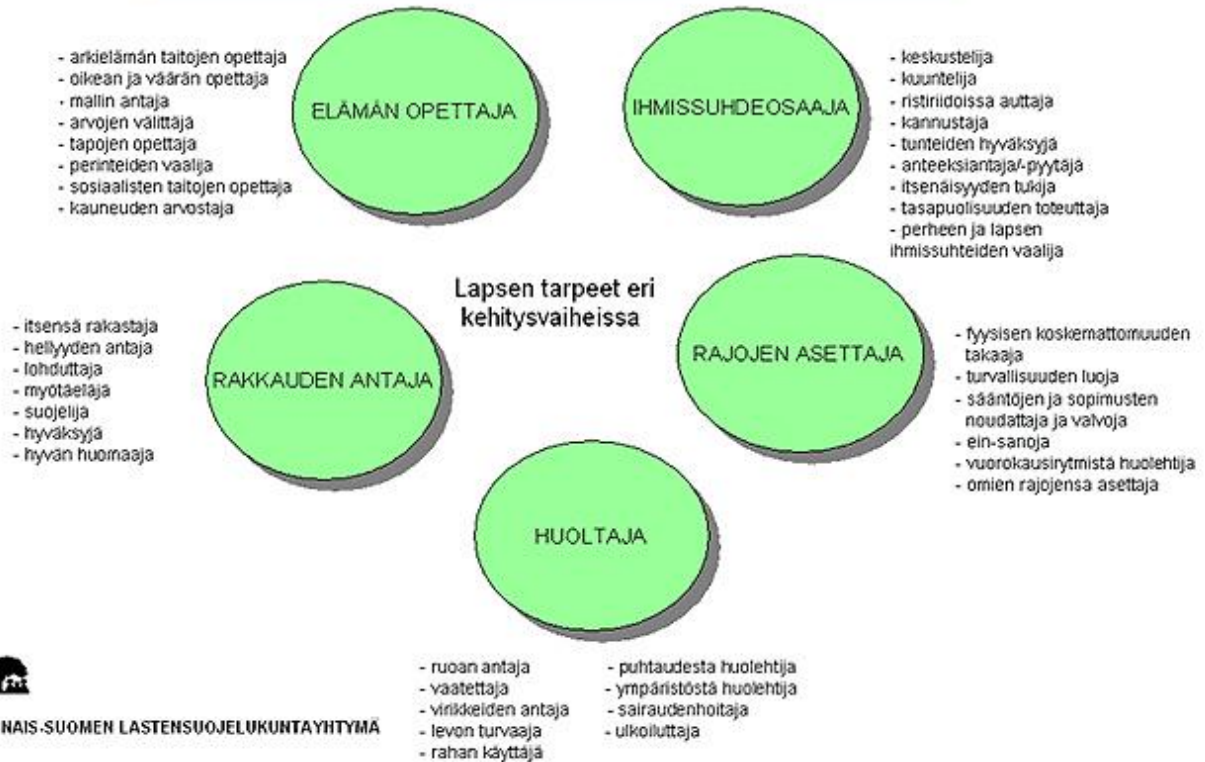 - arkielämän taitojen opettaja
- oikean ja väärän opettaja
- mallin antaja
- arvojen välittäjä
- tapojen opettaja
- perinteiden vaalija
- sosiaalisten taitojen opettaja
- kauneuden arvostaja
ELÄMÄN OPETTAJA
IHMISSUHDEOSAAJA
- keskustelija
- kuuntelija
- ristiriidoissa auttaja
- kannustaja
- tunteiden hyväksyjä
- anteeksiantaja/-pyytäjä
- itsenäisyyden tukija
- tasapuolisuuden toteuttaja
- perheen ja lapsen
ihmissuhteiden vaalija
Lapsen tarpeet eri
kehitysvaiheissa
- itsensä rakastaja
- hellyyden antaja
- lohduttaja
- myötäeläjä
- suojelija
- hyväksyjä
- hyvän huomaaja
RAKKAUDEN ANTAJA
RAJOJEN ASETTAJA
- fyysisen koskemattomuuden
takaaja
- turvallisuuden luoja
- sääntöjen ja sopimusten
noudattaja ja valvoja
- ein-sanoja
- vuorokausirytmistä huolehtija
- omien rajojensa asettaja
HUOLTAJA
- ruoan antaja
- vaatettaja
- virikkeiden antaja
- levon turvaaja
- rahan käyttäjä
- puhtaudesta huolehtija
- ympäristöstä huolehtija
- sairaudenhoitaja
- ulkoiluttaja
NAIS-SUOMEN LASTENSUOJELUKUNTAYHTYMÄ